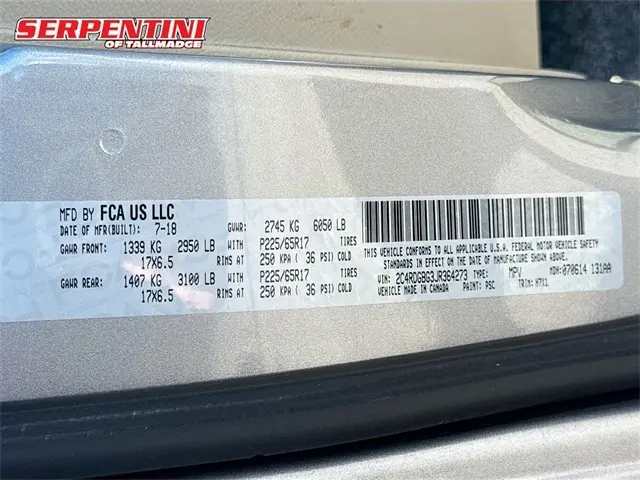 SERPENTINI
OF TALLMADGE
MFD BY FCA US LLC
DATE OF MFR(BUILT): 7-18 GVWR: 2745 KG 6050 LB
GAWR FRONT: 1339 KG 2950 LB WITH P225/65R17 TIRES
17X6.5 RIMS AT 250 KPA ( 36 PSI) COLD
GAWR REAR: 1407 KG 3100 LB WITH P225/65R17 TIRES
17X6.5 RIMS AT 250 KPA ( 36 PSI) COLD
THIS VEHICLE CONFORMS TO ALL APPLICABLE U.S.A. FEDERAL MOTOR VEHICLE SAFETY
STANDARDS IN EFFECT ON THE DATE OF MANUFACTURE SHOWN ABOVE.
VIN: 2C4RDGBG3JR364273 TYPE: MPV MDH: 070614 131AA
VEHICLE MADE IN CANADA PAINT: PSC TRIM: H7X1